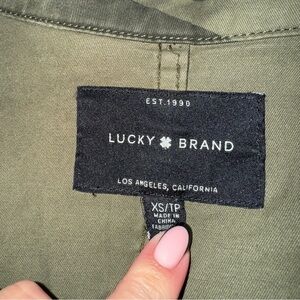 EST. 1990
LUCKY BRAND
LOS ANGELES, CALIFORNIA
XS/TP
MADE IN
CHINA